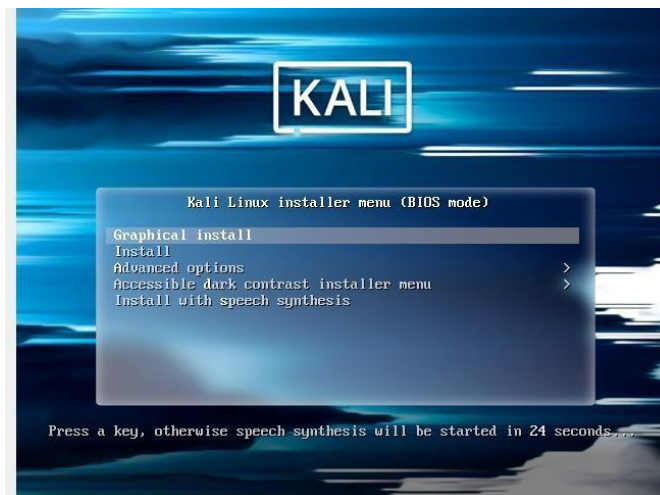 KALI
Kali Linux installer menu (BIOS mode)
Graphical install
Install
Advanced options >
Accessible dark contrast installer menu >
Install with speech synthesis
Press a key, otherwise speech synthesis will be started in 24 seconds...